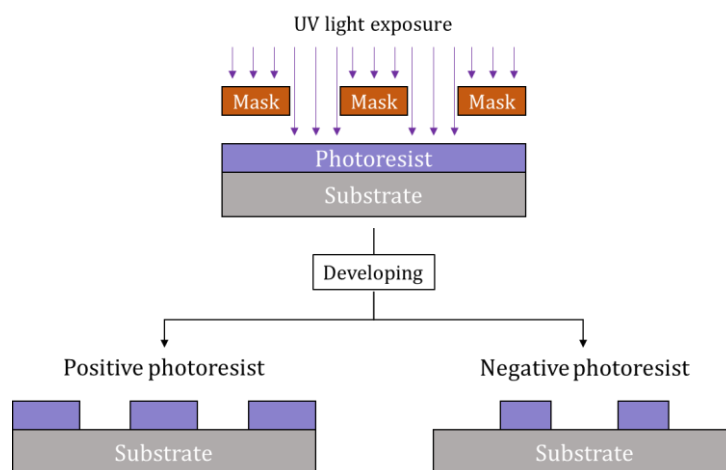 UV light exposure
Mask Mask Mask
Photoresist
Substrate
Developing
Positive photoresist
Negative photoresist
Substrate
Substrate